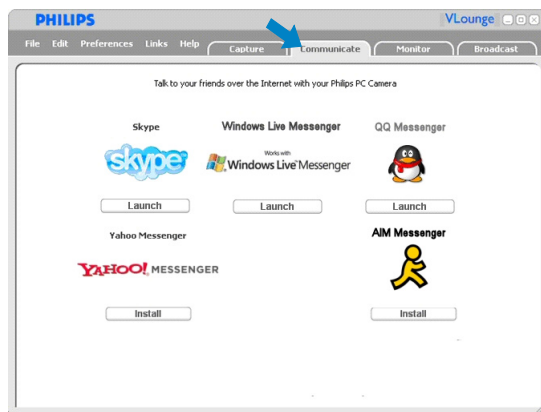 PHILIPS VLounge
File Edit Preferences Links Help Capture Communicate Monitor Broadcast
Talk to your friends over the Internet with your Philips PC Camera
Skype Windows Live Messenger QQ Messenger
skype Works with
Windows Live™ Messenger
Launch Launch Launch
Yahoo Messenger AIM Messenger
YAHOO! MESSENGER
Install Install